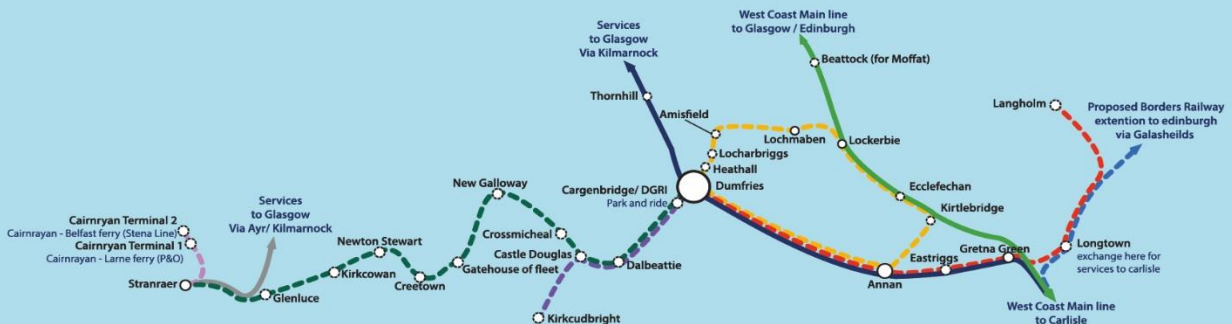 Services
to Glasgow
Via Kilmarnock
West Coast Main line
to Glasgow / Edinburgh
Beattock (for Moffat)
Thornhill
Amisfield
Langholm
Proposed Borders Railway
extention to edinburgh
via Galasheilds
Lochmaben
Lockerbie
Locharbriggs
Heathall
Cargenbridge/ DGRI
Park and ride
Dumfries
New Galloway
Ecclefechan
Kirtlebridge
Services
to Glasgow
Via Ayr/ Kilmarnock
Cairnryan Terminal 2
Cairnrayan - Belfast ferry (Stena Line)
Cairnryan Terminal 1
Cairnrayan - Larne ferry (P&O)
Stranraer
Glenluce
Kirkcowan
Newton Stewart
Creetown
Gatehouse of fleet
Crossmicheal
Castle Douglas
Dalbeattie
Kirkcudbright
Annan
Eastriggs
Gretna Green
Longtown
exchange here for
services to carlisle
West Coast Main line
to Carlisle